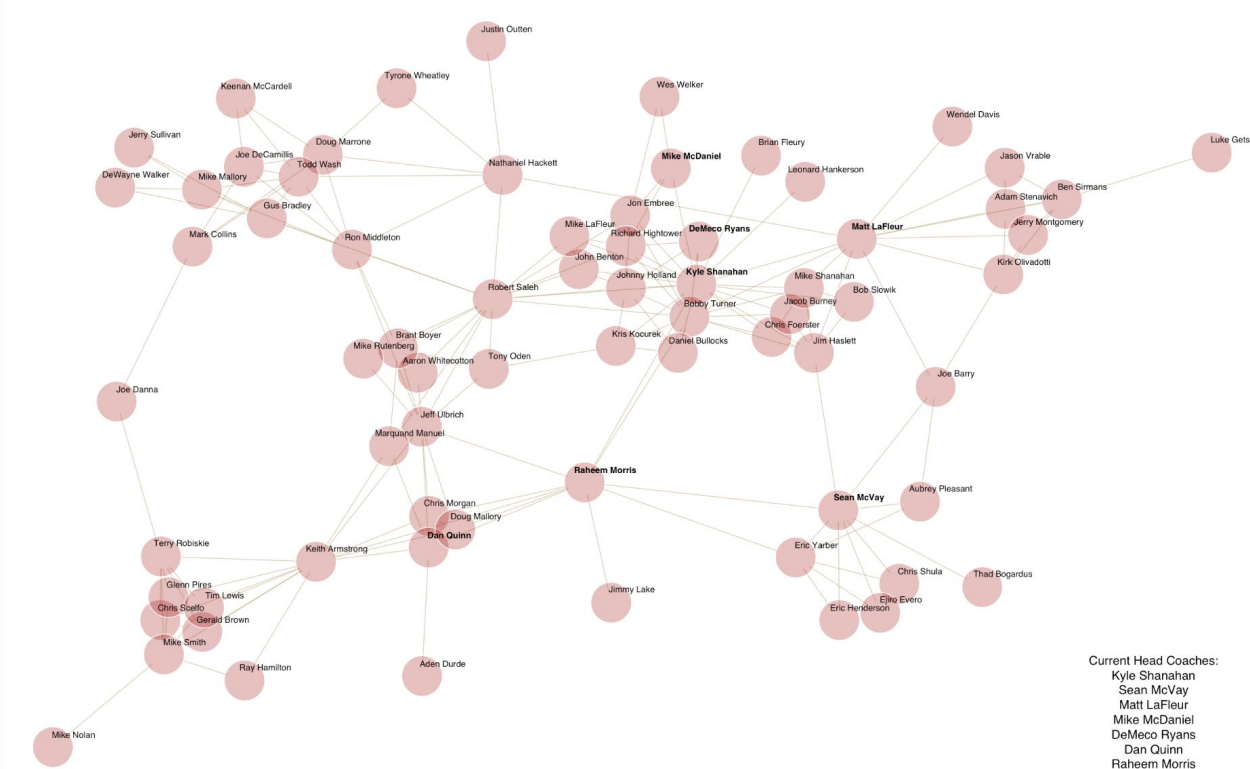 Justin Outten
Tyrone Wheatley
Keenan McCardell
Wes Welker
Wendel Davis
Jerry Sullivan
Doug Marrone
Brian Fleury
Luke Gets
Joe DeCamillis
Mike McDaniel
Jason Vrable
Todd Wash
Nathaniel Hackett
Leonard Hankerson
DeWayne Walker
Mike Mallory
Ben Sirmans
Adam Stenavich
Gus Bradley
Jon Embree
Mike LaFleur
Jerry Montgomery
Mark Collins
Ron Middleton
Richard Hightower
DeMeco Ryans
Matt LaFleur
John Benton
Kirk Olivadotti
Johnny Holland
Kyle Shanahan
Mike Shanahan
Robert Saleh
Bob Slowik
Bobby Turner
Jacob Burney
Chris Foerster
Brant Boyer
Kris Kocurek
Mike Rutenberg
Daniel Bullocks
Jim Haslett
Aaron Whitecotton
Tony Oden
Joe Barry
Joe Danna
Jeff Ulbrich
Marquand Manuel
Raheem Morris
Aubrey Pleasant
Sean McVay
Chris Morgan
Doug Mallory
Dan Quinn
Terry Robiskie
Keith Armstrong
Eric Yarber
Chris Shula
Thad Bogardus
Glenn Pires
Tim Lewis
Jimmy Lake
Ejiro Evero
Chris Scelfo
Eric Henderson
Gerald Brown
Mike Smith
Ray Hamilton
Aden Durde
Mike Nolan
Current Head Coaches:
Kyle Shanahan
Sean McVay
Matt LaFleur
Mike McDaniel
DeMeco Ryans
Dan Quinn
Raheem Morris